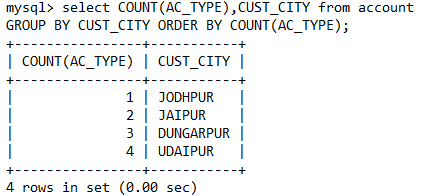 mysql> select COUNT(AC_TYPE),CUST_CITY from account
GROUP BY CUST_CITY ORDER BY COUNT(AC_TYPE);
+----------------+-----------+
| COUNT(AC_TYPE) | CUST_CITY |
+----------------+-----------+
|              1 | JODHPUR   |
|              2 | JAIPUR    |
|              3 | DUNGARPUR |
|              4 | UDAIPUR   |
+----------------+-----------+
4 rows in set (0.00 sec)